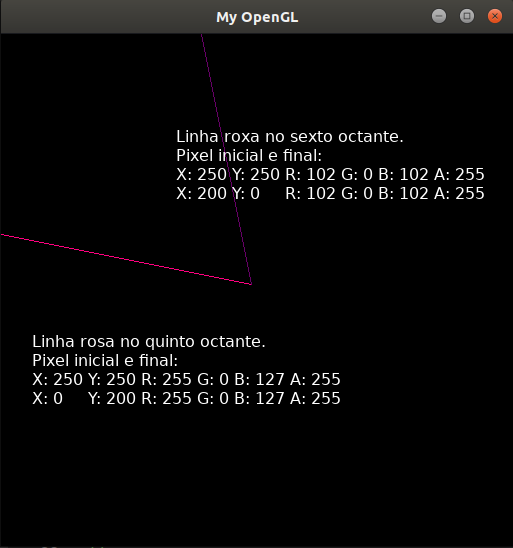 My OpenGL
Linha roxa no sexto octante.
Pixel inicial e final:
X: 250 Y: 250 R: 102 G: 0 B: 102 A: 255
X: 200 Y: 0 R: 102 G: 0 B: 102 A: 255
Linha rosa no quinto octante.
Pixel inicial e final:
X: 250 Y: 250 R: 255 G: 0 B: 127 A: 255
X: 0 Y: 200 R: 255 G: 0 B: 127 A: 255